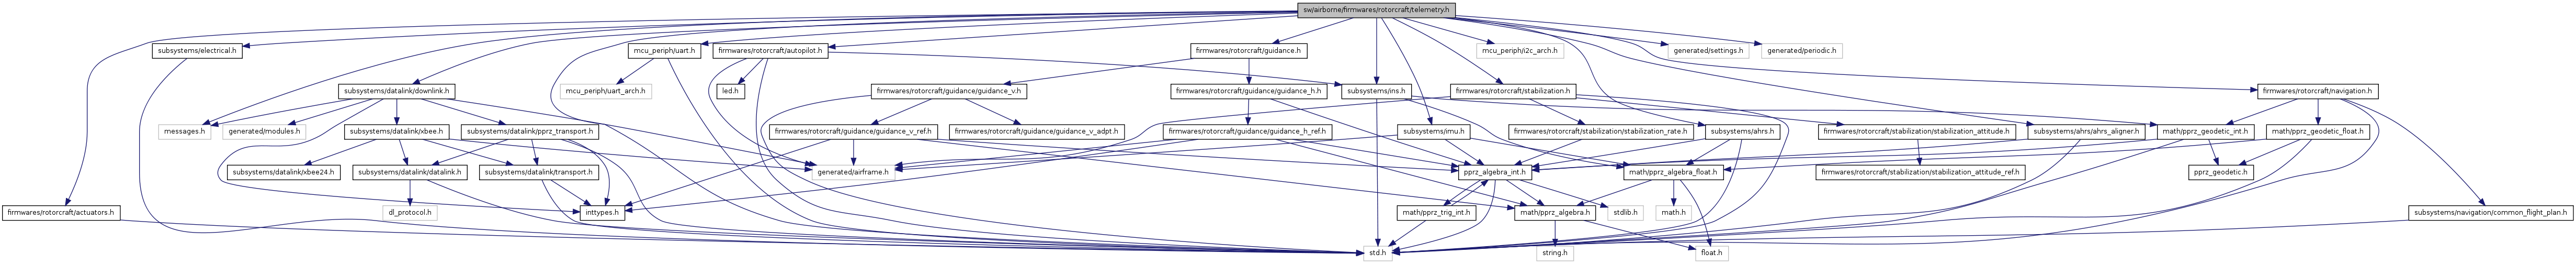 sw/airborne/firmwares/rotorcraft/telemetry.h
subsystems/electrical.h
mcu_periph/uart.h
firmwares/rotorcraft/autopilot.h
firmwares/rotorcraft/guidance.h
mcu_periph/i2c_arch.h
generated/settings.h
generated/periodic.h
subsystems/datalink/downlink.h
mcu_periph/uart_arch.h
led.h
firmwares/rotorcraft/guidance/guidance_v.h
firmwares/rotorcraft/guidance/guidance_h.h
subsystems/ins.h
firmwares/rotorcraft/stabilization.h
firmwares/rotorcraft/navigation.h
messages.h
generated/modules.h
subsystems/datalink/xbee.h
subsystems/datalink/pprz_transport.h
firmwares/rotorcraft/guidance/guidance_v_ref.h
firmwares/rotorcraft/guidance/guidance_v_adpt.h
firmwares/rotorcraft/guidance/guidance_h_ref.h
subsystems/imu.h
firmwares/rotorcraft/stabilization/stabilization_rate.h
subsystems/ahrs.h
firmwares/rotorcraft/stabilization/stabilization_attitude.h
subsystems/ahrs/ahrs_aligner.h
math/pprz_geodetic_int.h
math/pprz_geodetic_float.h
subsystems/datalink/xbee24.h
subsystems/datalink/datalink.h
subsystems/datalink/transport.h
generated/airframe.h
pprz_algebra_int.h
math/pprz_algebra_float.h
firmwares/rotorcraft/stabilization/stabilization_attitude_ref.h
pprz_geodetic.h
firmwares/rotorcraft/actuators.h
dl_protocol.h
inttypes.h
math/pprz_trig_int.h
math/pprz_algebra.h
stdlib.h
math.h
subsystems/navigation/common_flight_plan.h
std.h
string.h
float.h